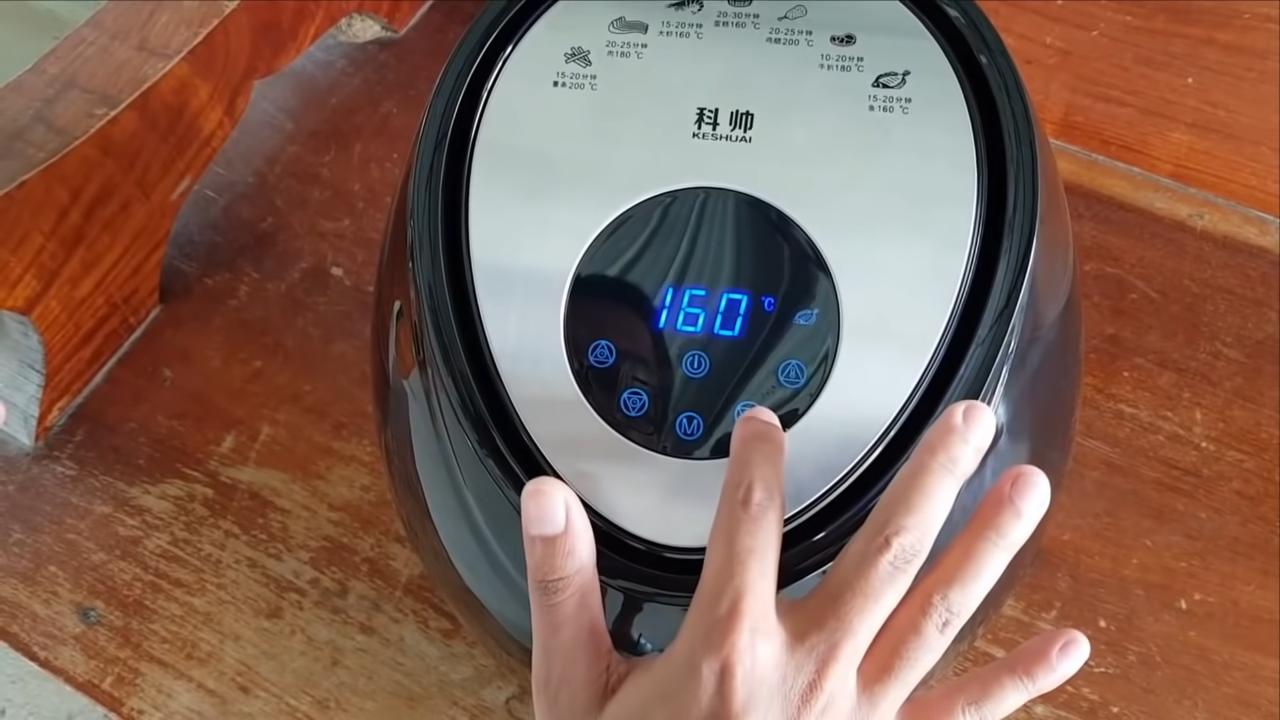 15-20分钟
薯条200℃
20-25分钟
肉180℃
15-20分钟
大虾160℃
20-30分钟
蛋糕160℃
20-25分钟
鸡腿200℃
10-20分钟
牛扒180℃
15-20分钟
鱼160℃
科帅
KESHUAI
160℃
M